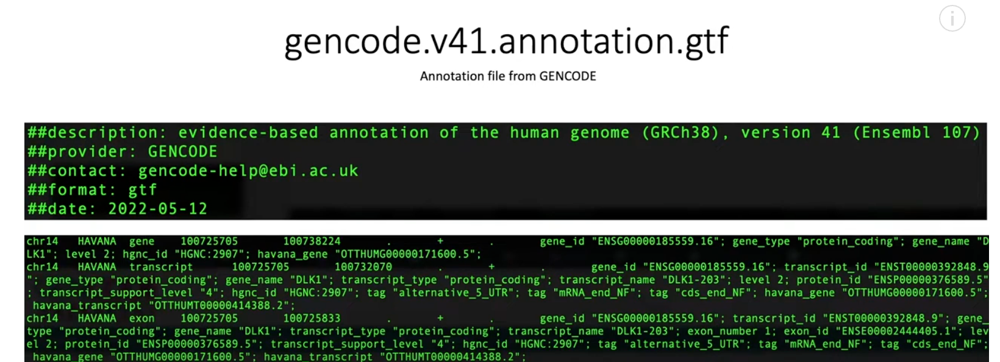 gencode.v41.annotation.gtf
Annotation file from GENCODE
##description: evidence-based annotation of the human genome (GRCh38), version 41 (Ensembl 107)
##provider: GENCODE
##contact: gencode-help@ebi.ac.uk
##format: gtf
##date: 2022-05-12
chr14 HAVANA gene 100725705 100738224 . + . gene_id "ENSG00000185559.16"; gene_type "protein_coding"; gene_name "D
LK1"; level 2; hgnc_id "HGNC:2907"; havana_gene "OTTHUMG00000171600.5";
chr14 HAVANA transcript 100725705 100732070 . + . gene_id "ENSG00000185559.16"; transcript_id "ENST00000392848.9
"; gene_type "protein_coding"; gene_name "DLK1"; transcript_type "protein_coding"; transcript_name "DLK1-203"; level 2; protein_id "ENSP00000376589.5"
; transcript_support_level "4"; hgnc_id "HGNC:2907"; tag "alternative_5_UTR"; tag "mRNA_end_NF"; tag "cds_end_NF"; havana_gene "OTTHUMG00000171600.5";
havana_transcript "OTTHUMT00000414388.2";
chr14 HAVANA exon 100725705 100725833 . + . gene_id "ENSG00000185559.16"; transcript_id "ENST00000392848.9"; gene_
type "protein_coding"; gene_name "DLK1"; transcript_type "protein_coding"; transcript_name "DLK1-203"; exon_number 1; exon_id "ENSE00002444405.1"; lev
el 2; protein_id "ENSP00000376589.5"; transcript_support_level "4"; hgnc_id "HGNC:2907"; tag "alternative_5_UTR"; tag "mRNA_end_NF"; tag "cds_end_NF";
havana_gene "OTTHUMG00000171600.5"; havana_transcript "OTTHUMT00000414388.2";